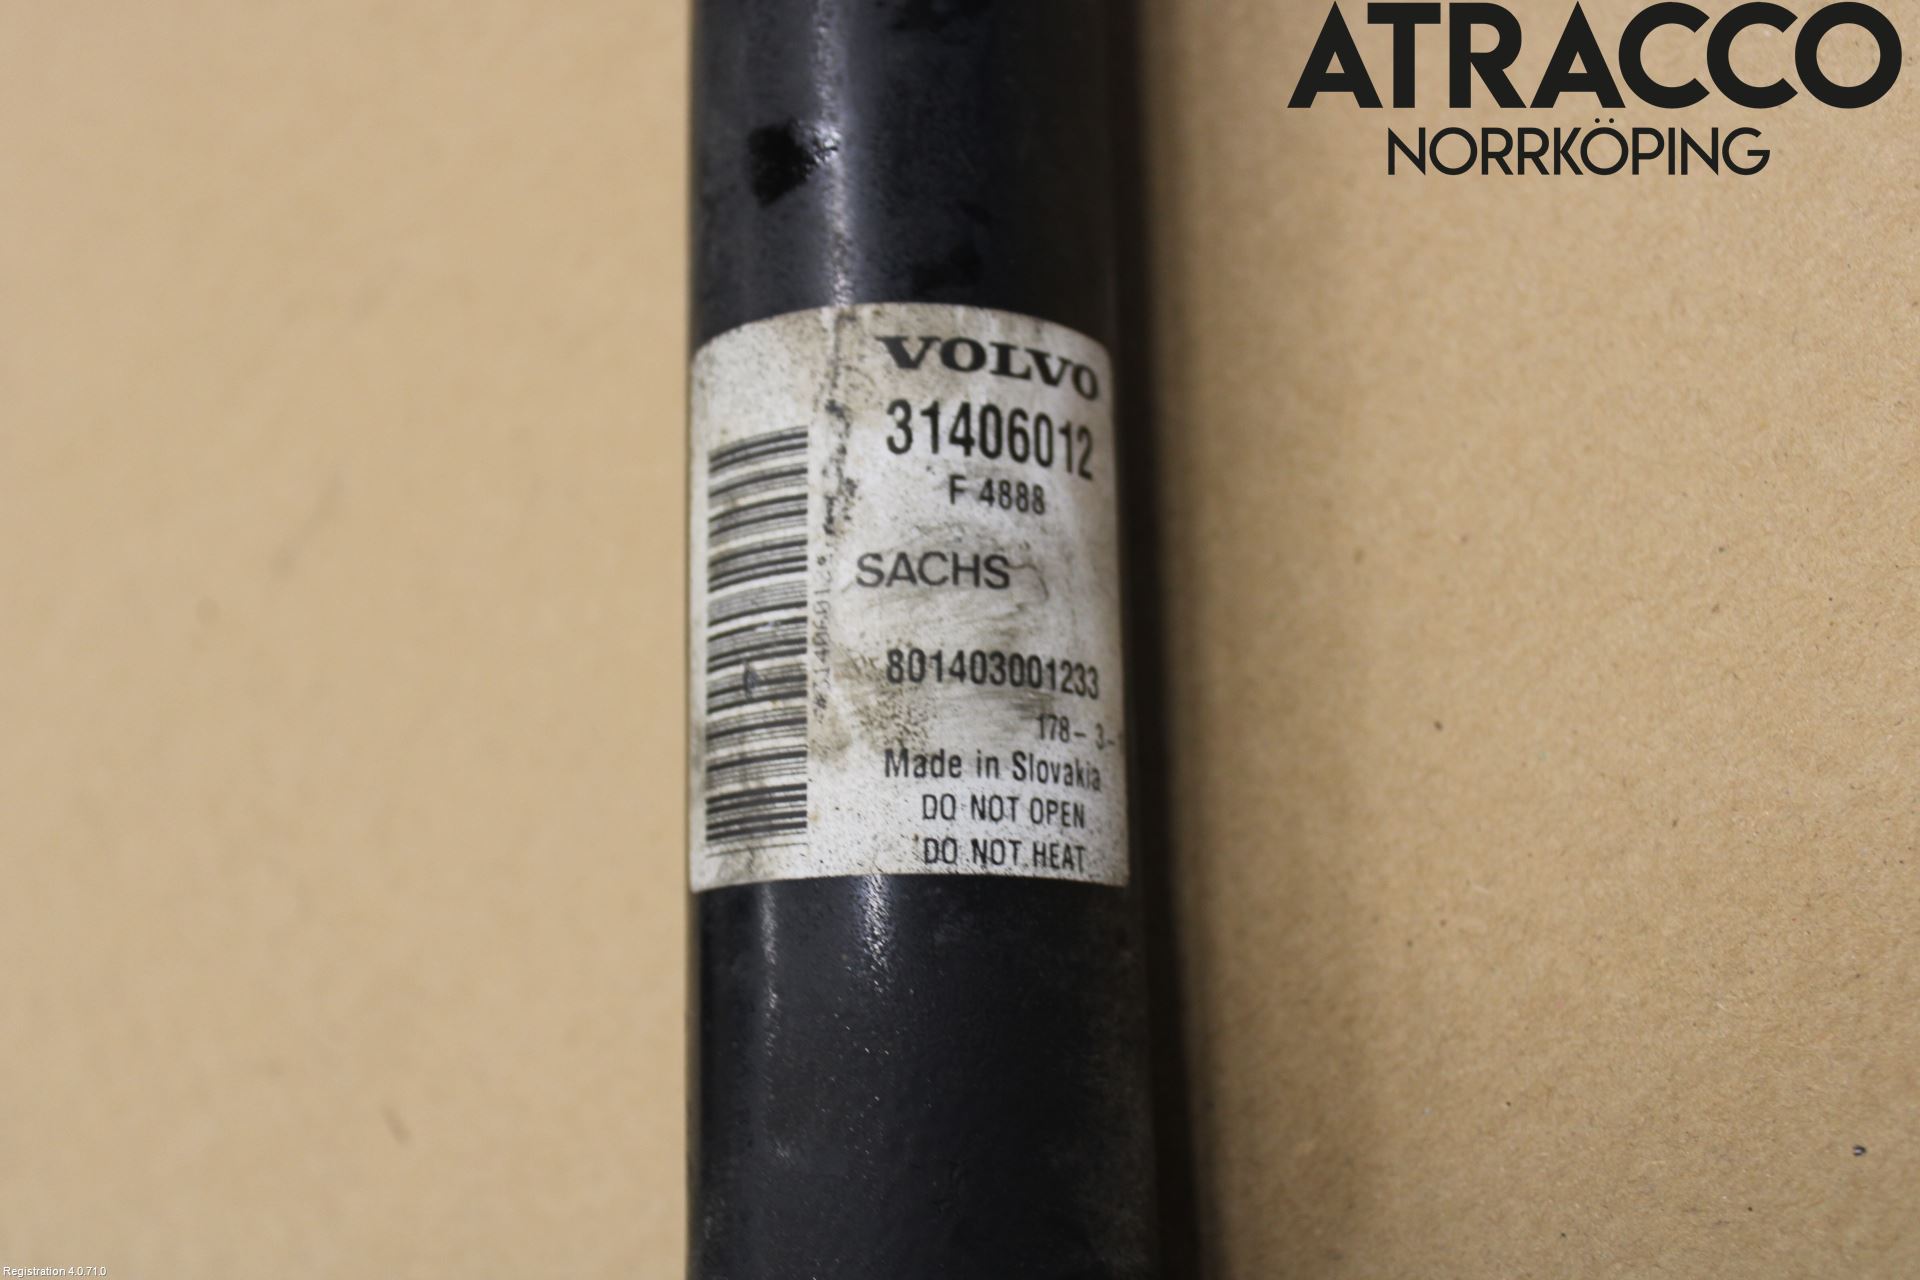 ATRACCO
NORRKÖPING
VOLVO
31406012
F 4888
SACHS
801403001233
178- 3-
Made in Slovakia
DO NOT OPEN
DO NOT HEAT
Registration 4.0.71.0